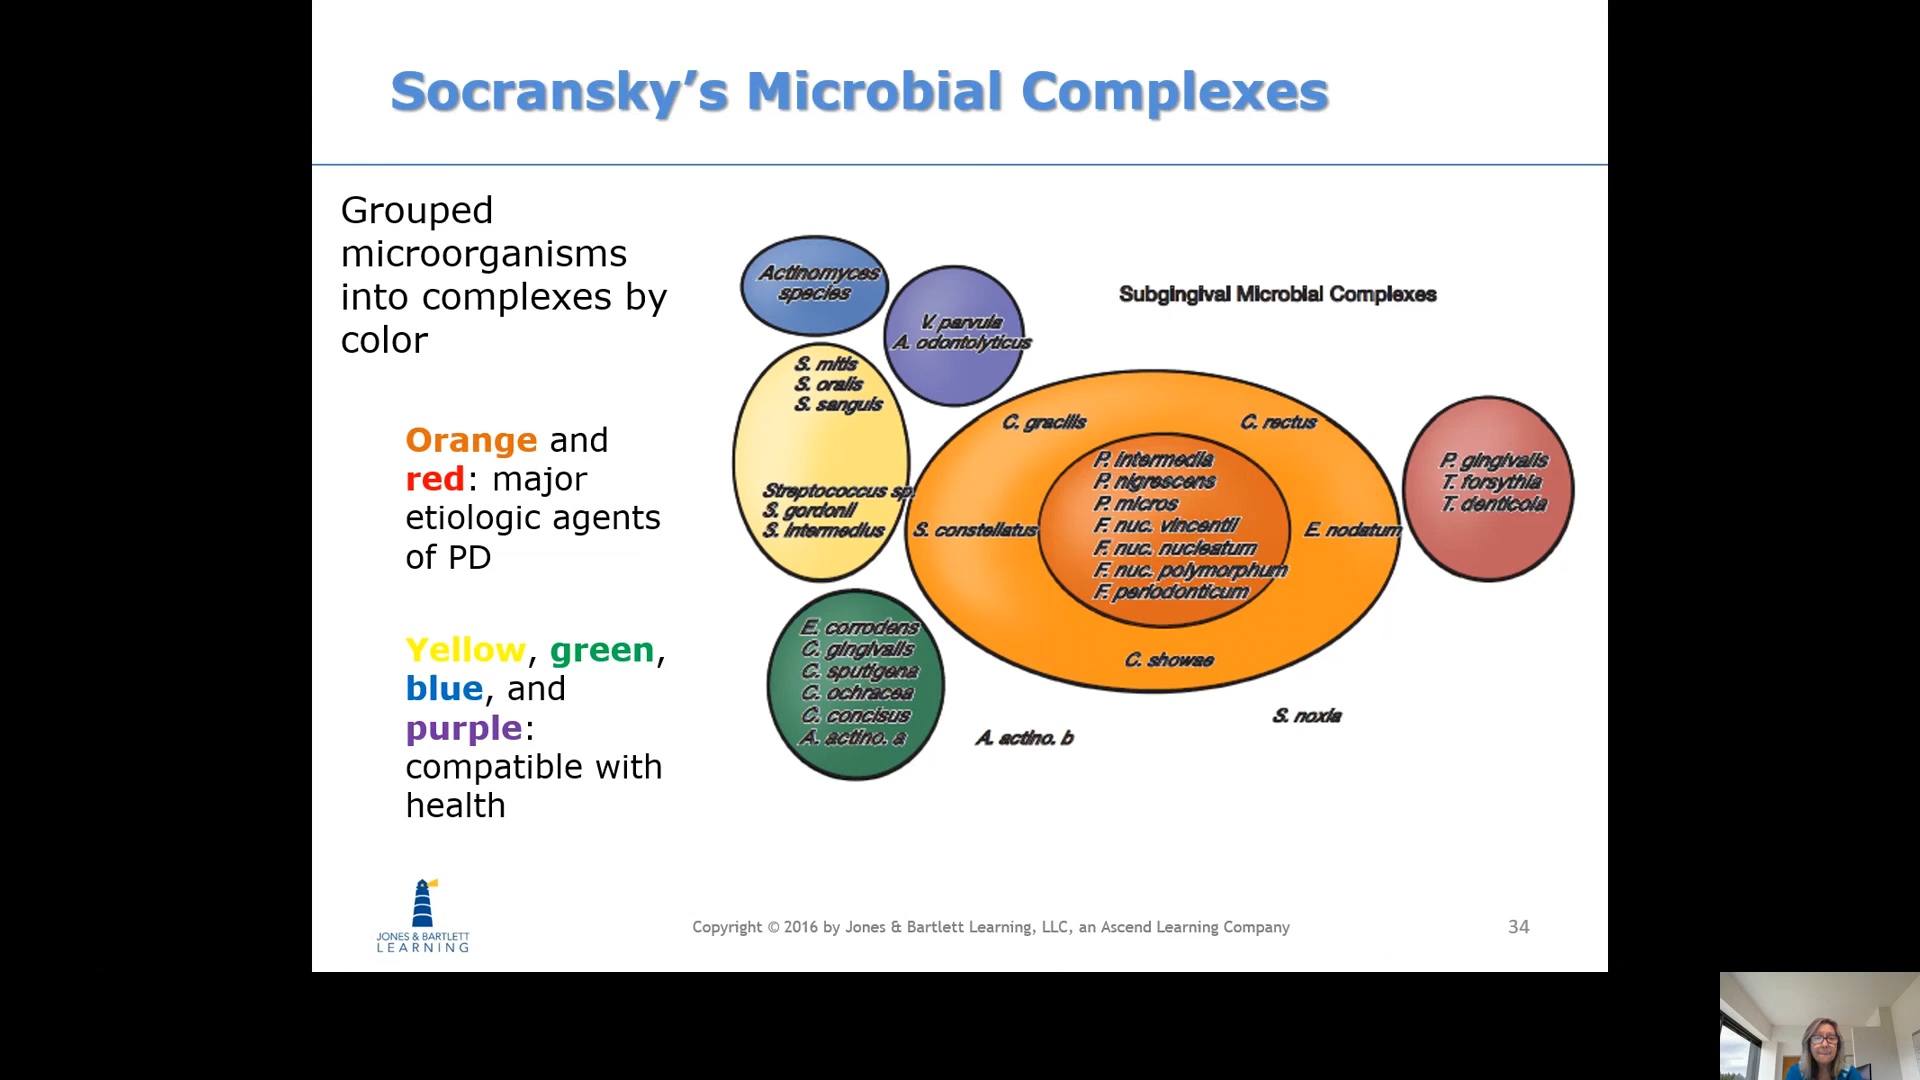 Socransky’s Microbial Complexes
Grouped
microorganisms
into complexes by
color
Orange and
red: major
etiologic agents
of PD
Yellow, green,
blue, and
purple:
compatible with
health
Subgingival Microbial Complexes
Actinomyces
species
V. parvula
A. odontolyticus
S. mitis
S. oralis
S. sanguis
Streptococcus sp.
S. gordonii
S. intermedius
E. corrodens
C. gingivalis
C. sputigena
C. ochracea
C. concisus
A. actino. a
C. gracilis
C. rectus
S. constellatus
E. nodatum
C. showae
P. intermedia
P. nigrescens
P. micros
F. nuc. vincentii
F. nuc. nucleatum
F. nuc. polymorphum
F. periodonticum
P. gingivalis
T. forsythia
T. denticola
A. actino. b
S. noxia
JONES & BARTLETT
LEARNING
Copyright © 2016 by Jones & Bartlett Learning, LLC, an Ascend Learning Company
34